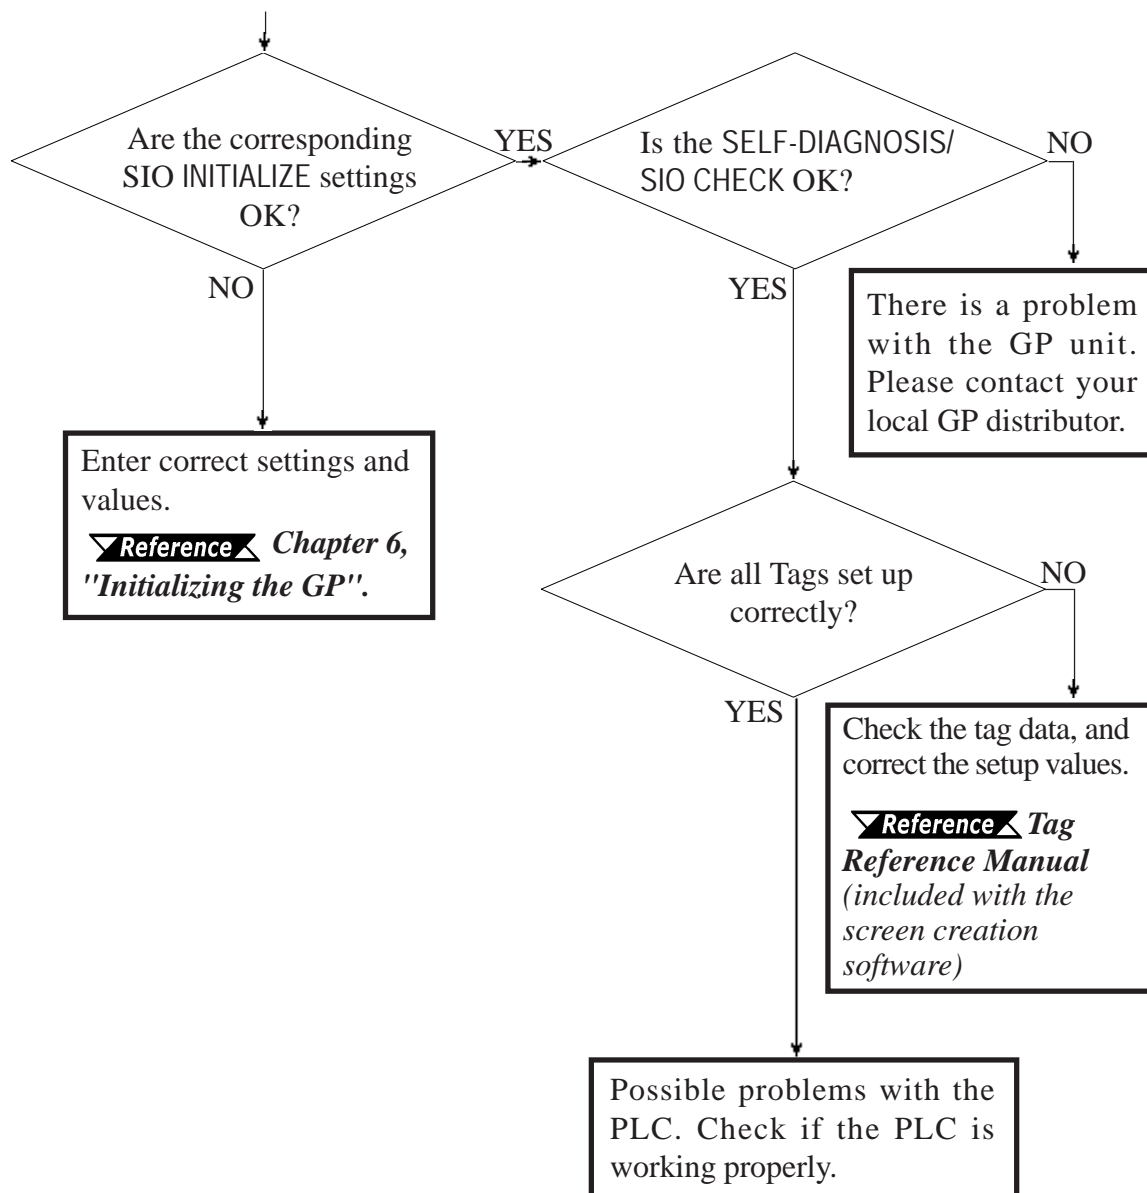 Are the corresponding
SIO INITIALIZE settings
OK?
YES
Is the SELF-DIAGNOSIS/
SIO CHECK OK?
NO
NO
YES
There is a problem
with the GP unit.
Please contact your
local GP distributor.
Enter correct settings and
values.
Reference Chapter 6,
"Initializing the GP".
Are all Tags set up
correctly?
NO
YES
Check the tag data, and
correct the setup values.
Reference Tag
Reference Manual
(included with the
screen creation
software)
Possible problems with the
PLC. Check if the PLC is
working properly.